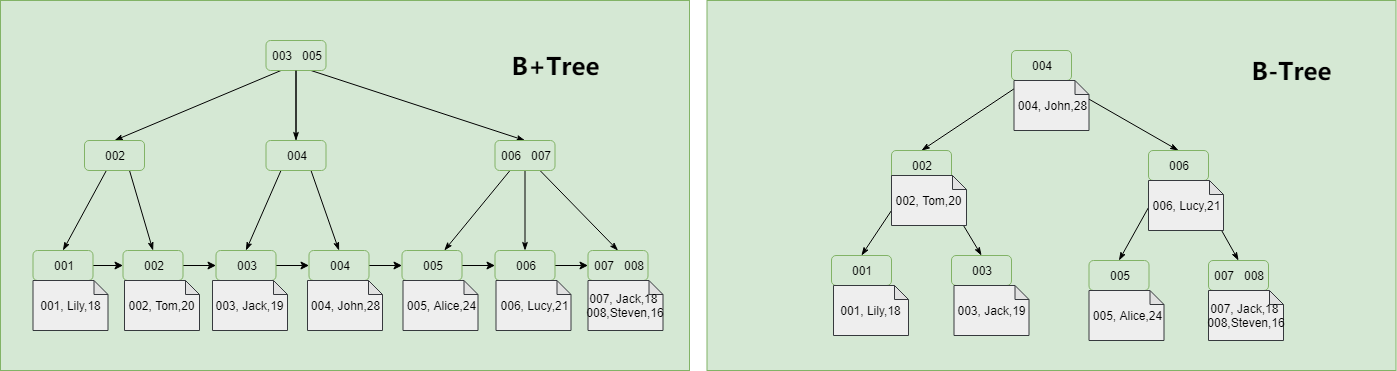 003 005
B+Tree
002
004
006 007
001
002
003
004
005
006
007 008
001, Lily,18
002, Tom,20
003, Jack,19
004, John,28
005, Alice,24
006, Lucy,21
007, Jack,18
008,Steven,16
004
B-Tree
004, John,28
002
006
002, Tom,20
006, Lucy,21
001
003
005
007 008
001, Lily,18
003, Jack,19
005, Alice,24
007, Jack,18
008,Steven,16